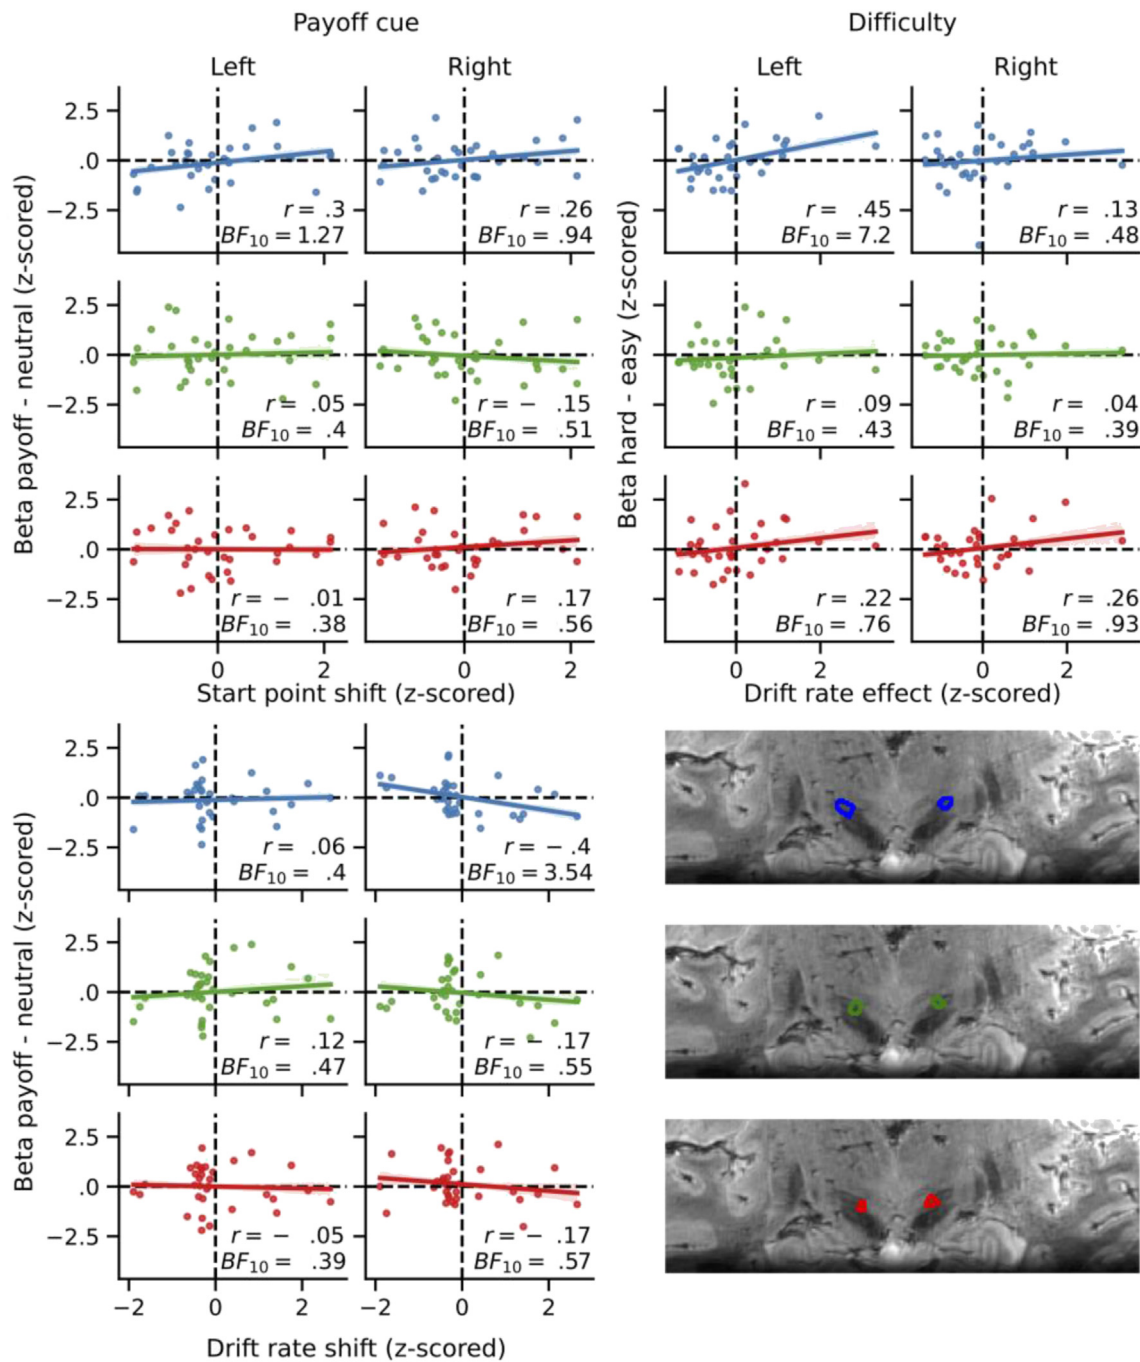 Payoff cue
Difficulty
Left
Right
Left
Right
Beta payoff - neutral (z-scored)
2.5
.0
−2.5
r = .3
BF10 = 1.27
r = .26
BF10 = .94
2.5
.0
−2.5
r = .05
BF10 = .4
r = − .15
BF10 = .51
2.5
.0
−2.5
r = − .01
BF10 = .38
r = .17
BF10 = .56
0
2
0
2
Start point shift (z-scored)
Beta hard - easy (z-scored)
r = .45
BF10 = 7.2
r = .13
BF10 = .48
r = .09
BF10 = .43
r = .04
BF10 = .39
r = .22
BF10 = .76
r = .26
BF10 = .93
0
2
0
2
Drift rate effect (z-scored)
Beta payoff - neutral (z-scored)
2.5
.0
−2.5
r = .06
BF10 = .4
r = − .4
BF10 = 3.54
2.5
.0
−2.5
r = .12
BF10 = .47
r = − .17
BF10 = .55
2.5
.0
−2.5
r = − .05
BF10 = .39
r = − .17
BF10 = .57
−2
0
2
−2
0
2
Drift rate shift (z-scored)